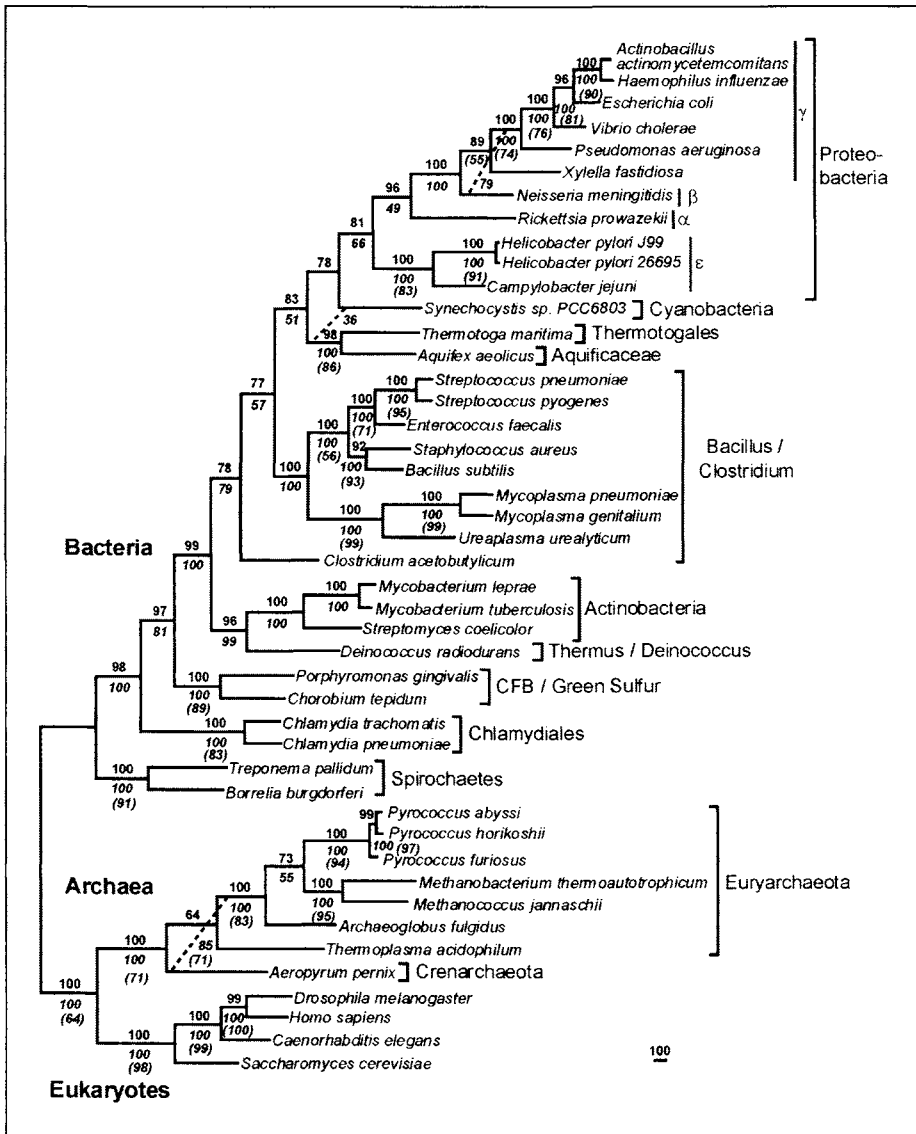 Actinobacillus
actinomycetemcomitans
100
100
(90)
Haemophilus influenzae
96
100
(81)
Escherichia coli
γ
100
100
(76)
Vibrio cholerae
100
100
(74)
Pseudomonas aeruginosa
Proteo-
bacteria
89
(55)
Xylella fastidiosa
79
100
100
Neisseria meningitidis
β
96
49
Rickettsia prowazekii
α
81
66
Helicobacter pylori J99
100
100
(91)
Helicobacter pylori 26695
ε
100
(83)
Campylobacter jejuni
78
Synechocystis sp. PCC6803
Cyanobacteria
36
83
51
Thermotoga maritima
Thermotogales
98
100
(86)
Aquifex aeolicus
Aquificaceae
77
57
Streptococcus pneumoniae
100
100
(95)
Streptococcus pyogenes
100
100
(71)
Enterococcus faecalis
100
100
(56)
Staphylococcus aureus
92
100
(93)
Bacillus subtilis
Bacillus /
Clostridium
100
100
Mycoplasma pneumoniae
100
100
(99)
Mycoplasma genitalium
100
(99)
Ureaplasma urealyticum
78
79
Clostridium acetobutylicum
Bacteria
99
100
Mycobacterium leprae
100
100
Mycobacterium tuberculosis
Actinobacteria
100
100
Streptomyces coelicolor
96
99
Deinococcus radiodurans
Thermus / Deinococcus
97
81
Porphyromonas gingivalis
100
100
(89)
CFB / Green Sulfur
Chorobium tepidum
98
100
Chlamydia trachomatis
100
100
(83)
Chlamydiales
Chlamydia pneumoniae
Treponema pallidum
100
100
(91)
Spirochaetes
Borrelia burgdorferi
Pyrococcus abyssi
99
Pyrococcus horikoshii
100
(97)
100
100
(94)
Pyrococcus furiosus
73
55
Methanobacterium thermoautotrophicum
Euryarchaeota
100
100
(95)
Methanococcus jannaschii
Archaea
100
100
(83)
Archaeoglobus fulgidus
64
85
(71)
Thermoplasma acidophilum
100
100
(71)
Aeropyrum pernix
Crenarchaeota
100
100
(64)
Drosophila melanogaster
99
100
(100)
Homo sapiens
100
100
(99)
Caenorhabditis elegans
100
100
(98)
Saccharomyces cerevisiae
100
Eukaryotes